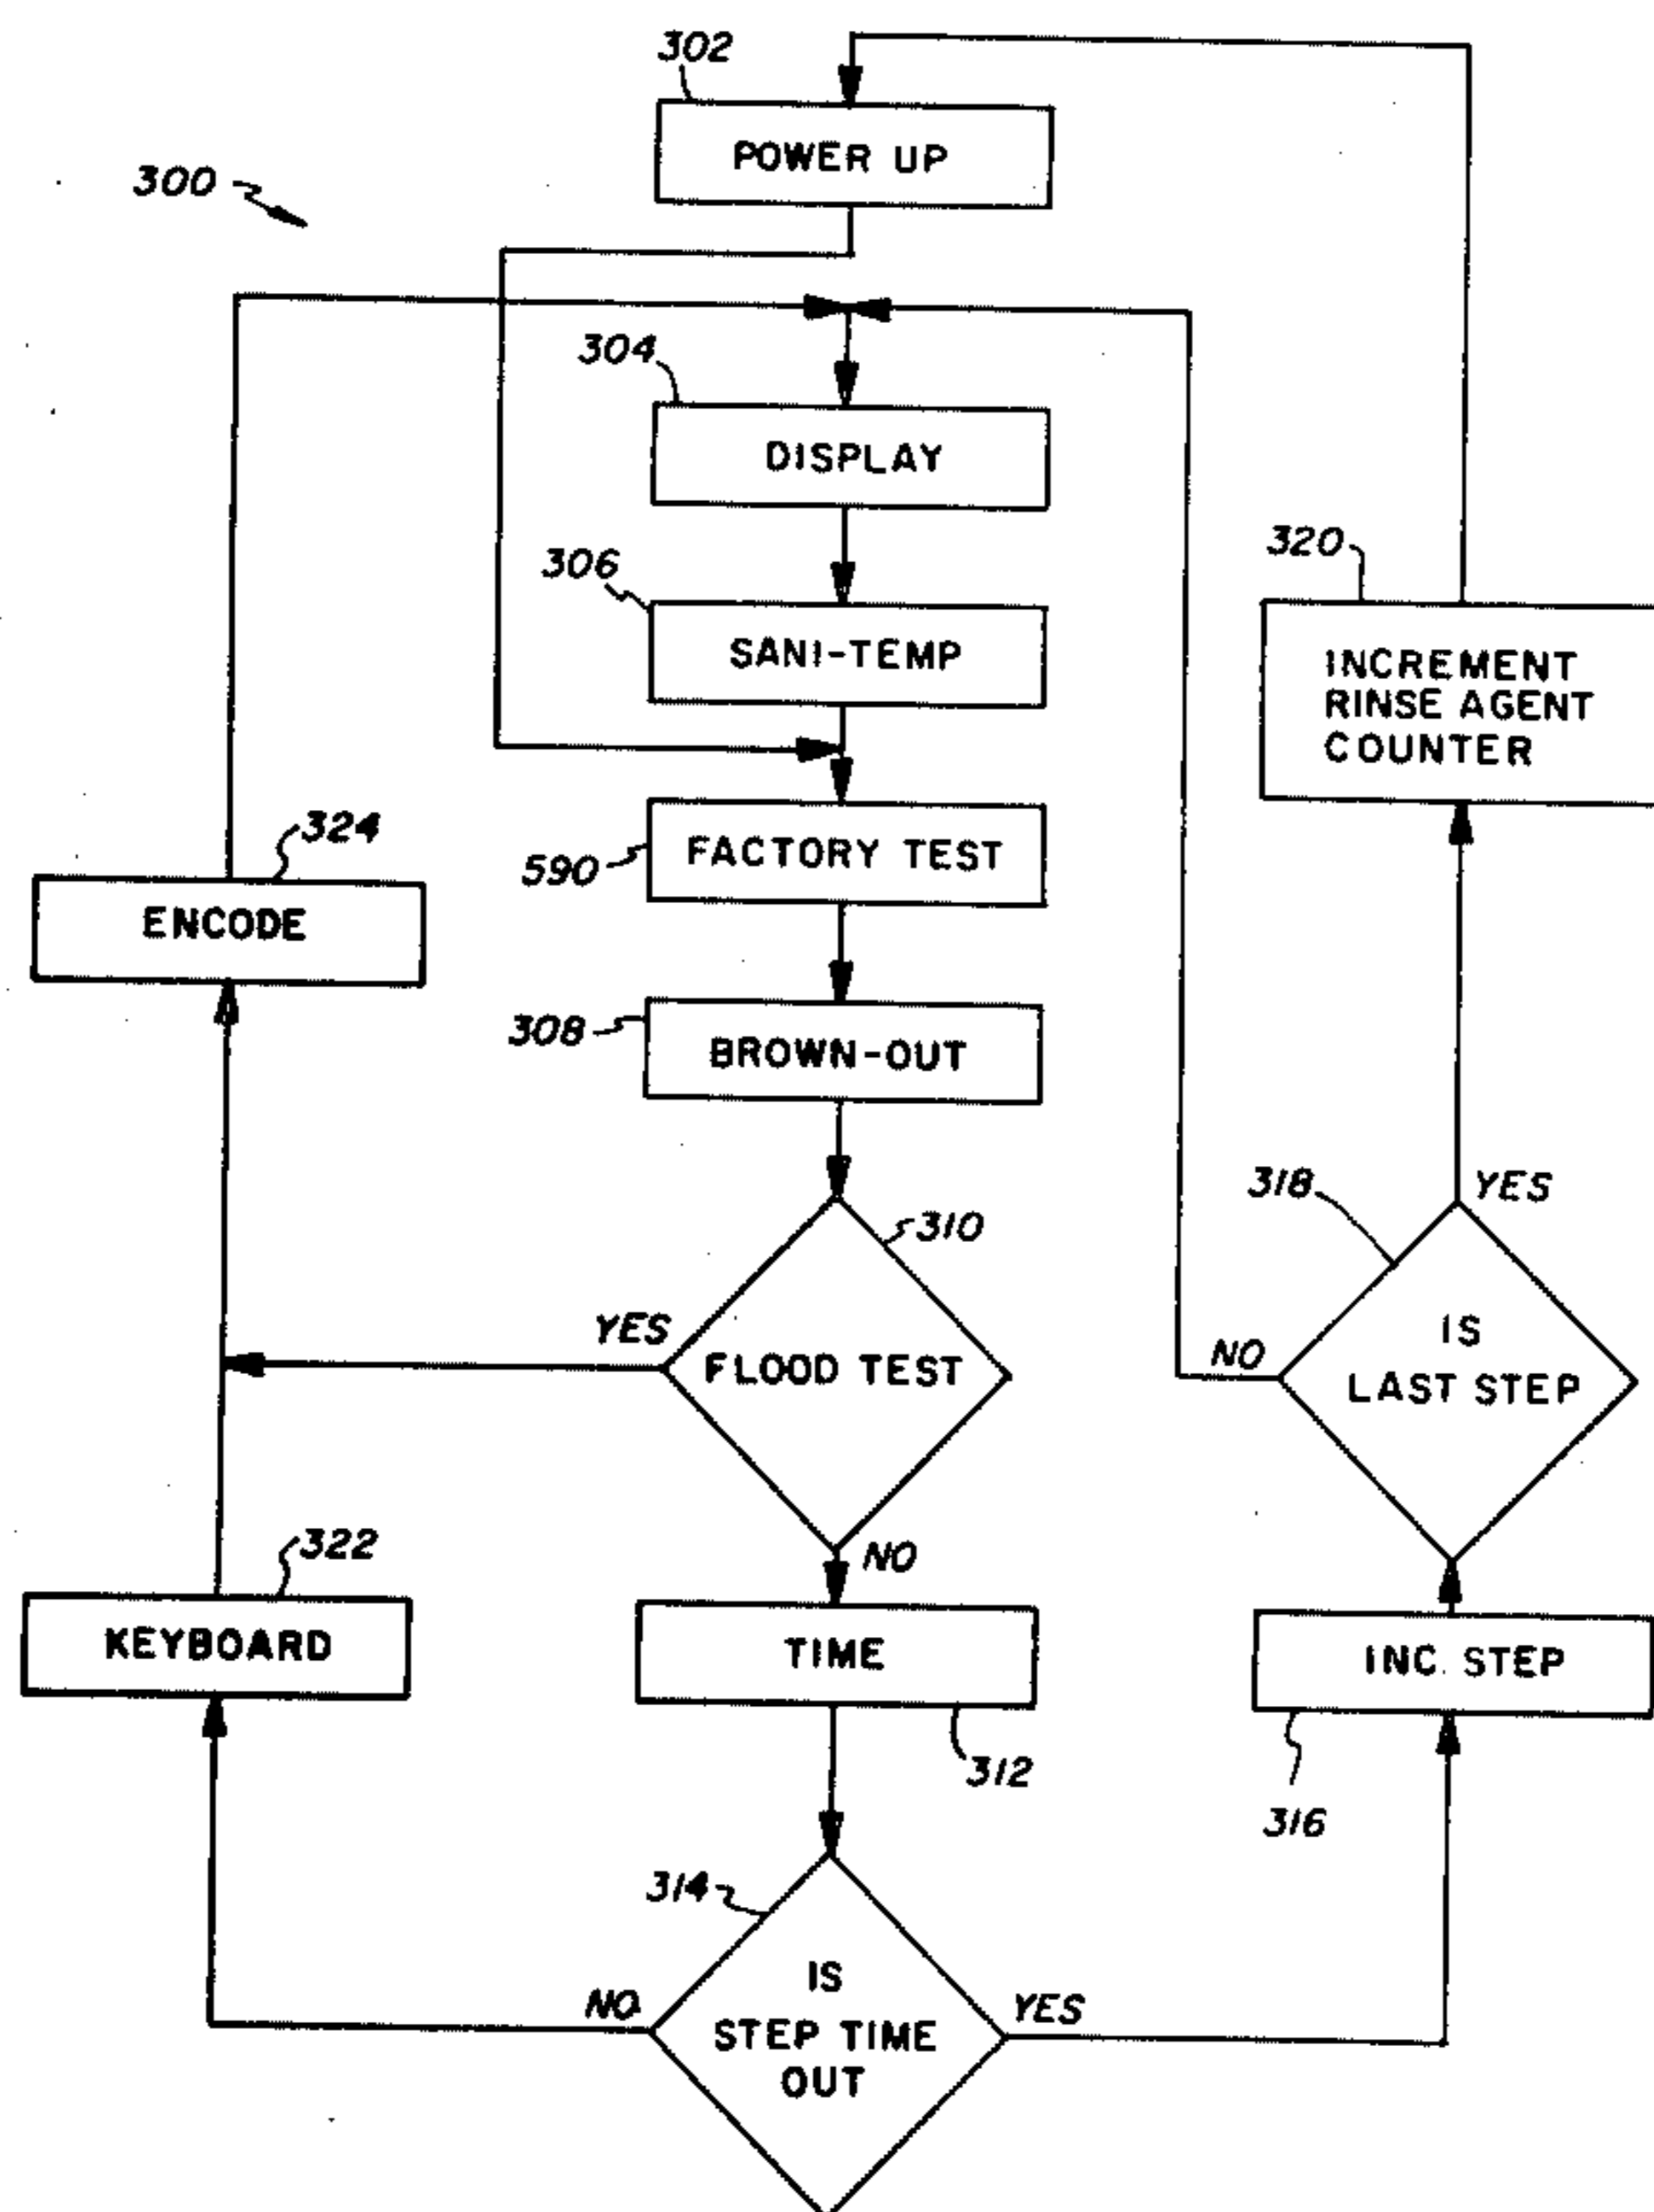 302
POWER UP
300
304
DISPLAY
306
SANI-TEMP
320
INCREMENT
RINSE AGENT
COUNTER
324
ENCODE
590
FACTORY TEST
308
BROWN-OUT
310
YES
FLOOD TEST
NO
318
YES
NO
IS
LAST STEP
322
KEYBOARD
TIME
312
INC. STEP
316
314
NO
IS
STEP TIME
OUT
YES